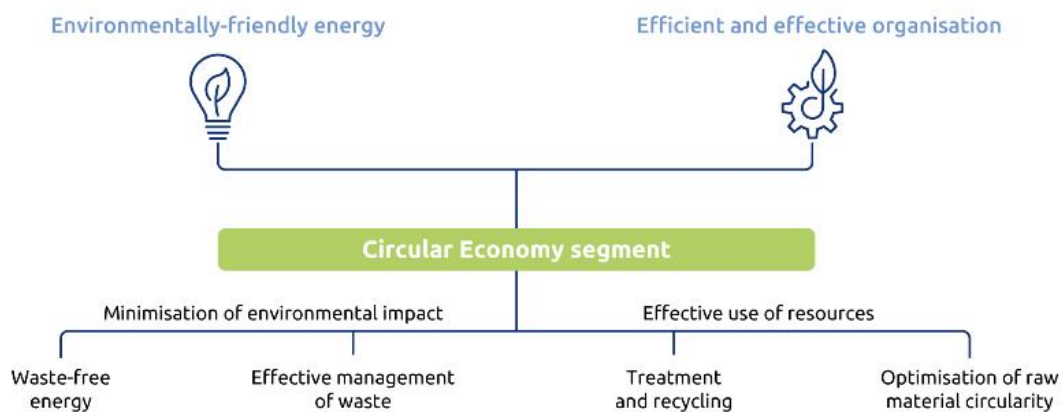 Environmentally-friendly energy
Efficient and effective organisation
Circular Economy segment
Minimisation of environmental impact
Effective use of resources
Waste-free
energy
Effective management
of waste
Treatment
and recycling
Optimisation of raw
material circularity